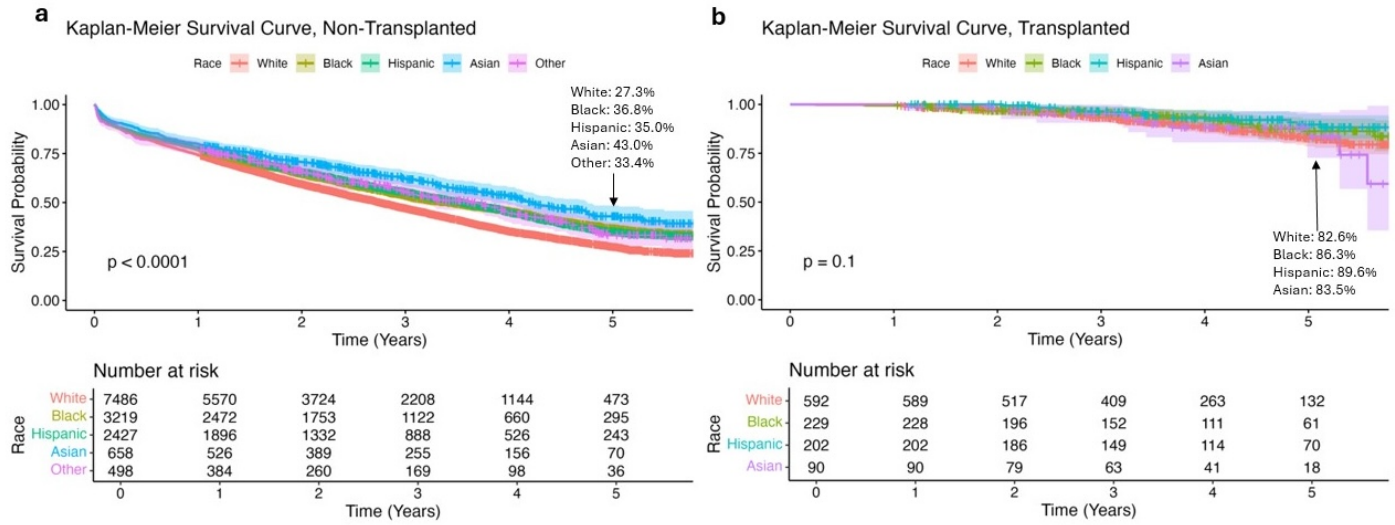 a
Kaplan-Meier Survival Curve, Non-Transplanted
Race White Black Hispanic Asian Other
White: 27.3%
Black: 36.8%
Hispanic: 35.0%
Asian: 43.0%
Other: 33.4%
Survival Probability
1.00
0.75
0.50
0.25
0.00
p < 0.0001
0 1 2 3 4 5
Time (Years)
Number at risk
Race
White 7486 5570 3724 2208 1144 473
Black 3219 2472 1753 1122 660 295
Hispanic 2427 1896 1332 888 526 243
Asian 658 526 389 255 156 70
Other 498 384 260 169 98 36
0 1 2 3 4 5
Time (Years)
b
Kaplan-Meier Survival Curve, Transplanted
Race White Black Hispanic Asian
Survival Probability
1.00
0.75
0.50
0.25
0.00
p = 0.1
White: 82.6%
Black: 86.3%
Hispanic: 89.6%
Asian: 83.5%
0 1 2 3 4 5
Time (Years)
Number at risk
Race
White 592 589 517 409 263 132
Black 229 228 196 152 111 61
Hispanic 202 202 186 149 114 70
Asian 90 90 79 63 41 18
0 1 2 3 4 5
Time (Years)